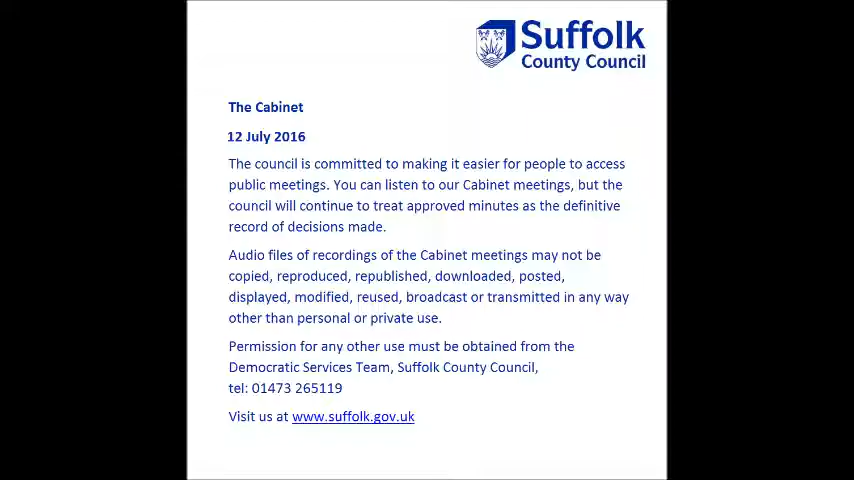 Suffolk
County Council
The Cabinet
12 July 2016
The council is committed to making it easier for people to access
public meetings. You can listen to our Cabinet meetings, but the
council will continue to treat approved minutes as the definitive
record of decisions made.
Audio files of recordings of the Cabinet meetings may not be
copied, reproduced, republished, downloaded, posted,
displayed, modified, reused, broadcast or transmitted in any way
other than personal or private use.
Permission for any other use must be obtained from the
Democratic Services Team, Suffolk County Council,
tel: 01473 265119
Visit us at www.suffolk.gov.uk